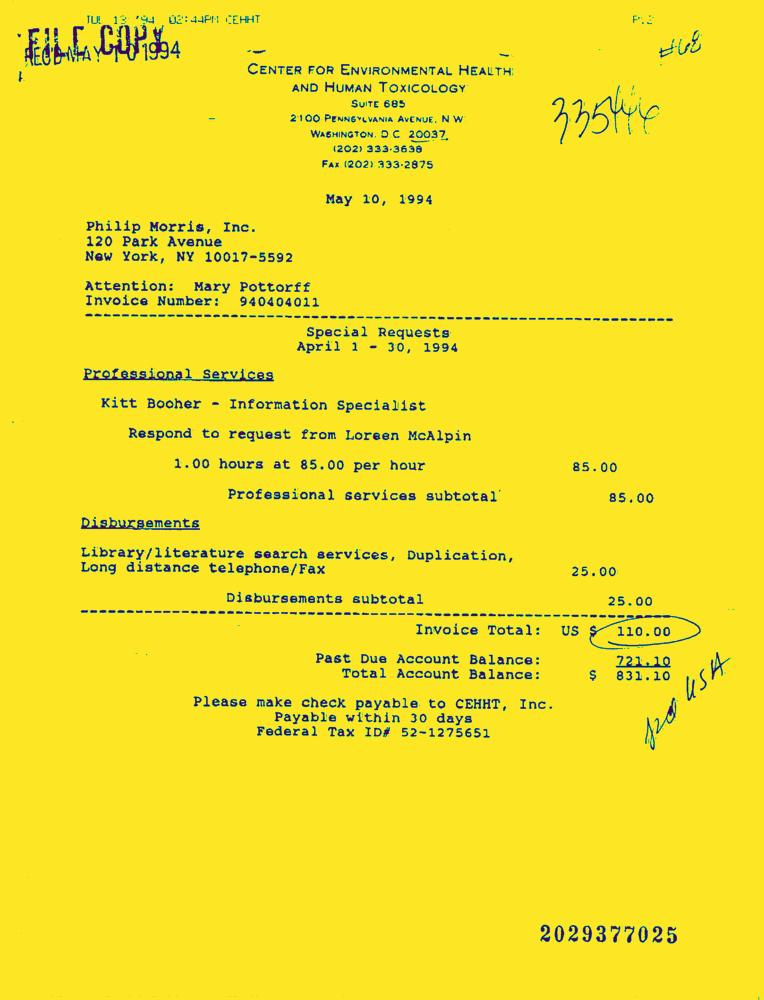 TUL 13 '94 02:44PM CEHHT P.2
FILE COPY
REC'D MAY 10 1994
#68
CENTER FOR ENVIRONMENTAL HEALTH
AND HUMAN TOXICOLOGY
SUITE 685
2100 PENNSYLVANIA AVENUE, N W
WASHINGTON, D C 20037
(202) 333-3638
FAX (202) 333-2875
335446
May 10, 1994
Philip Morris, Inc.
120 Park Avenue
New York, NY 10017-5592
Attention: Mary Pottorff
Invoice Number: 940404011
Special Requests
April 1 - 30, 1994
Professional Services
Kitt Booher - Information Specialist
Respond to request from Loreen McAlpin
1.00 hours at 85.00 per hour 85.00
Professional services subtotal 85.00
Disbursements
Library/literature search services, Duplication,
Long distance telephone/Fax 25.00
Disbursements subtotal 25.00
Invoice Total: US $ 110.00
Past Due Account Balance: 721.10
Total Account Balance: $ 831.10
USA
Please make check payable to CEHHT, Inc.
Payable within 30 days
Federal Tax ID# 52-1275651
2029377025